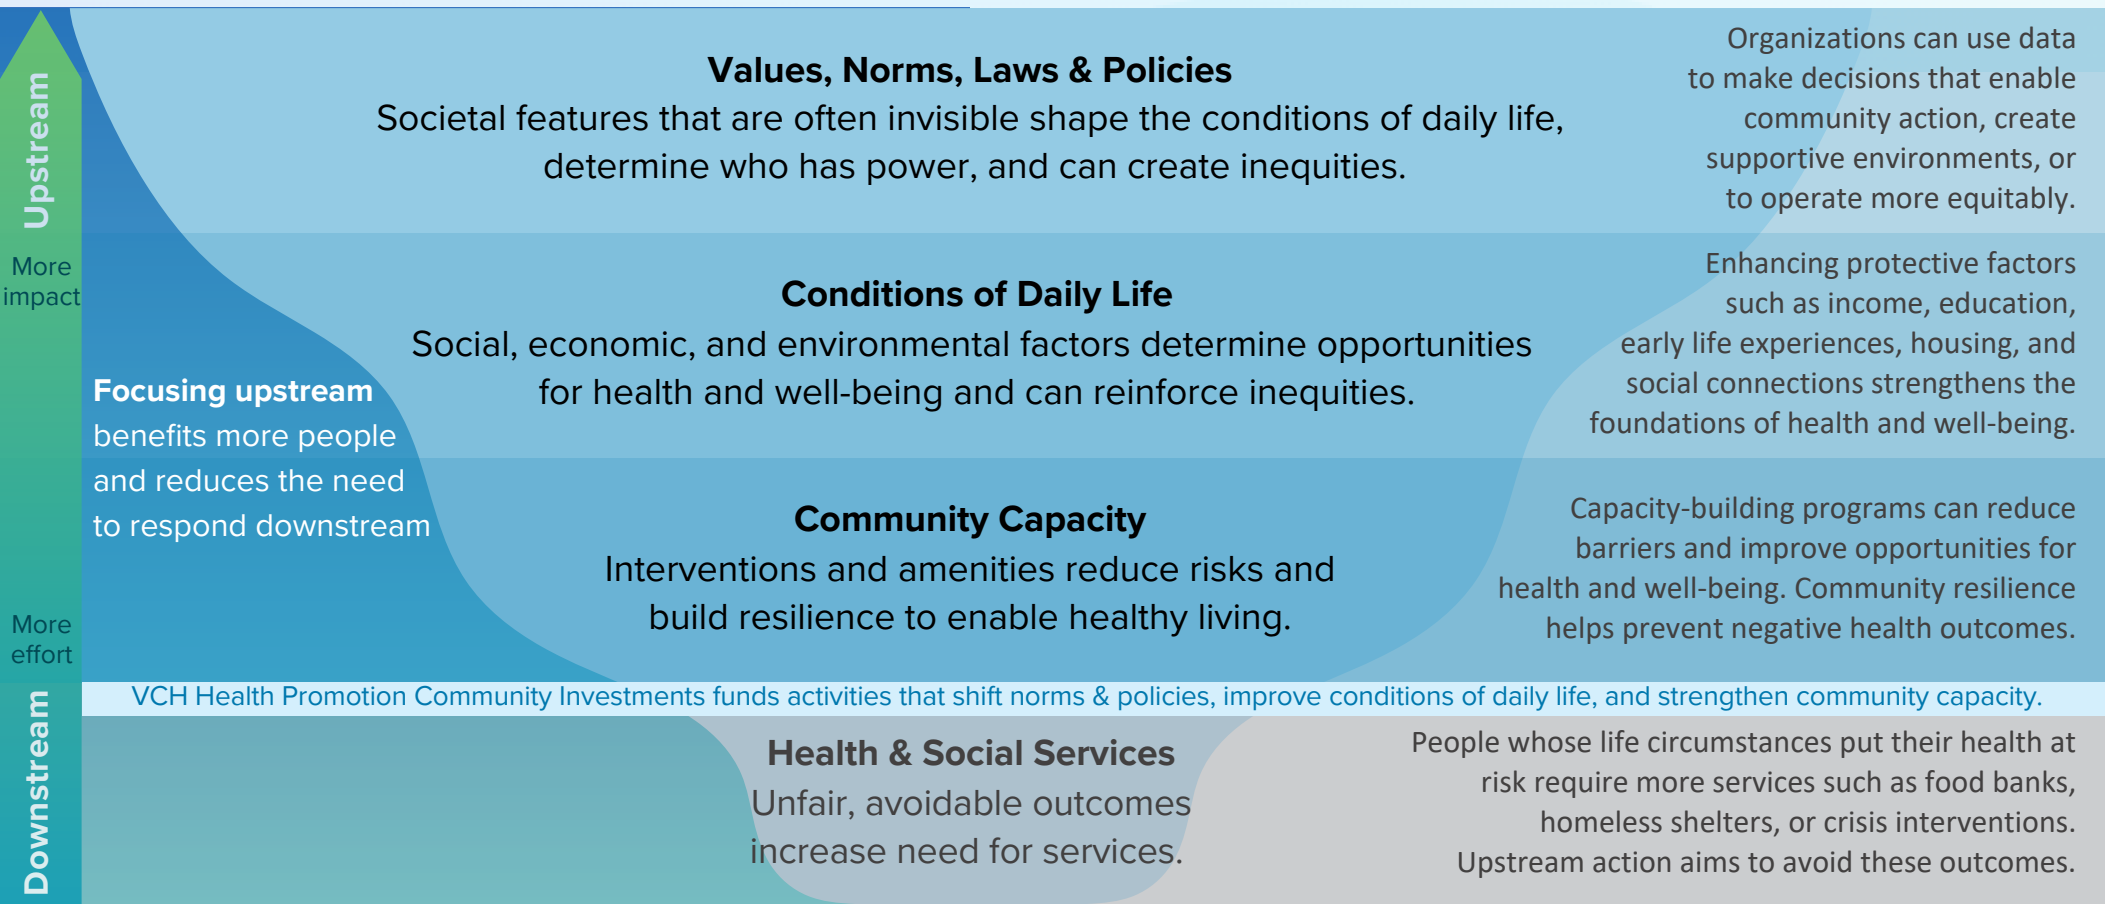 Upstream
More
impact
More
effort
Downstream
Focusing upstream
benefits more people
and reduces the need
to respond downstream
Values, Norms, Laws & Policies
Societal features that are often invisible shape the conditions of daily life,
determine who has power, and can create inequities.
Organizations can use data
to make decisions that enable
community action, create
supportive environments, or
to operate more equitably.
Conditions of Daily Life
Social, economic, and environmental factors determine opportunities
for health and well-being and can reinforce inequities.
Enhancing protective factors
such as income, education,
early life experiences, housing, and
social connections strengthens the
foundations of health and well-being.
Community Capacity
Interventions and amenities reduce risks and
build resilience to enable healthy living.
Capacity-building programs can reduce
barriers and improve opportunities for
health and well-being. Community resilience
helps prevent negative health outcomes.
VCH Health Promotion Community Investments funds activities that shift norms & policies, improve conditions of daily life, and strengthen community capacity.
Health & Social Services
Unfair, avoidable outcomes
increase need for services.
People whose life circumstances put their health at
risk require more services such as food banks,
homeless shelters, or crisis interventions.
Upstream action aims to avoid these outcomes.